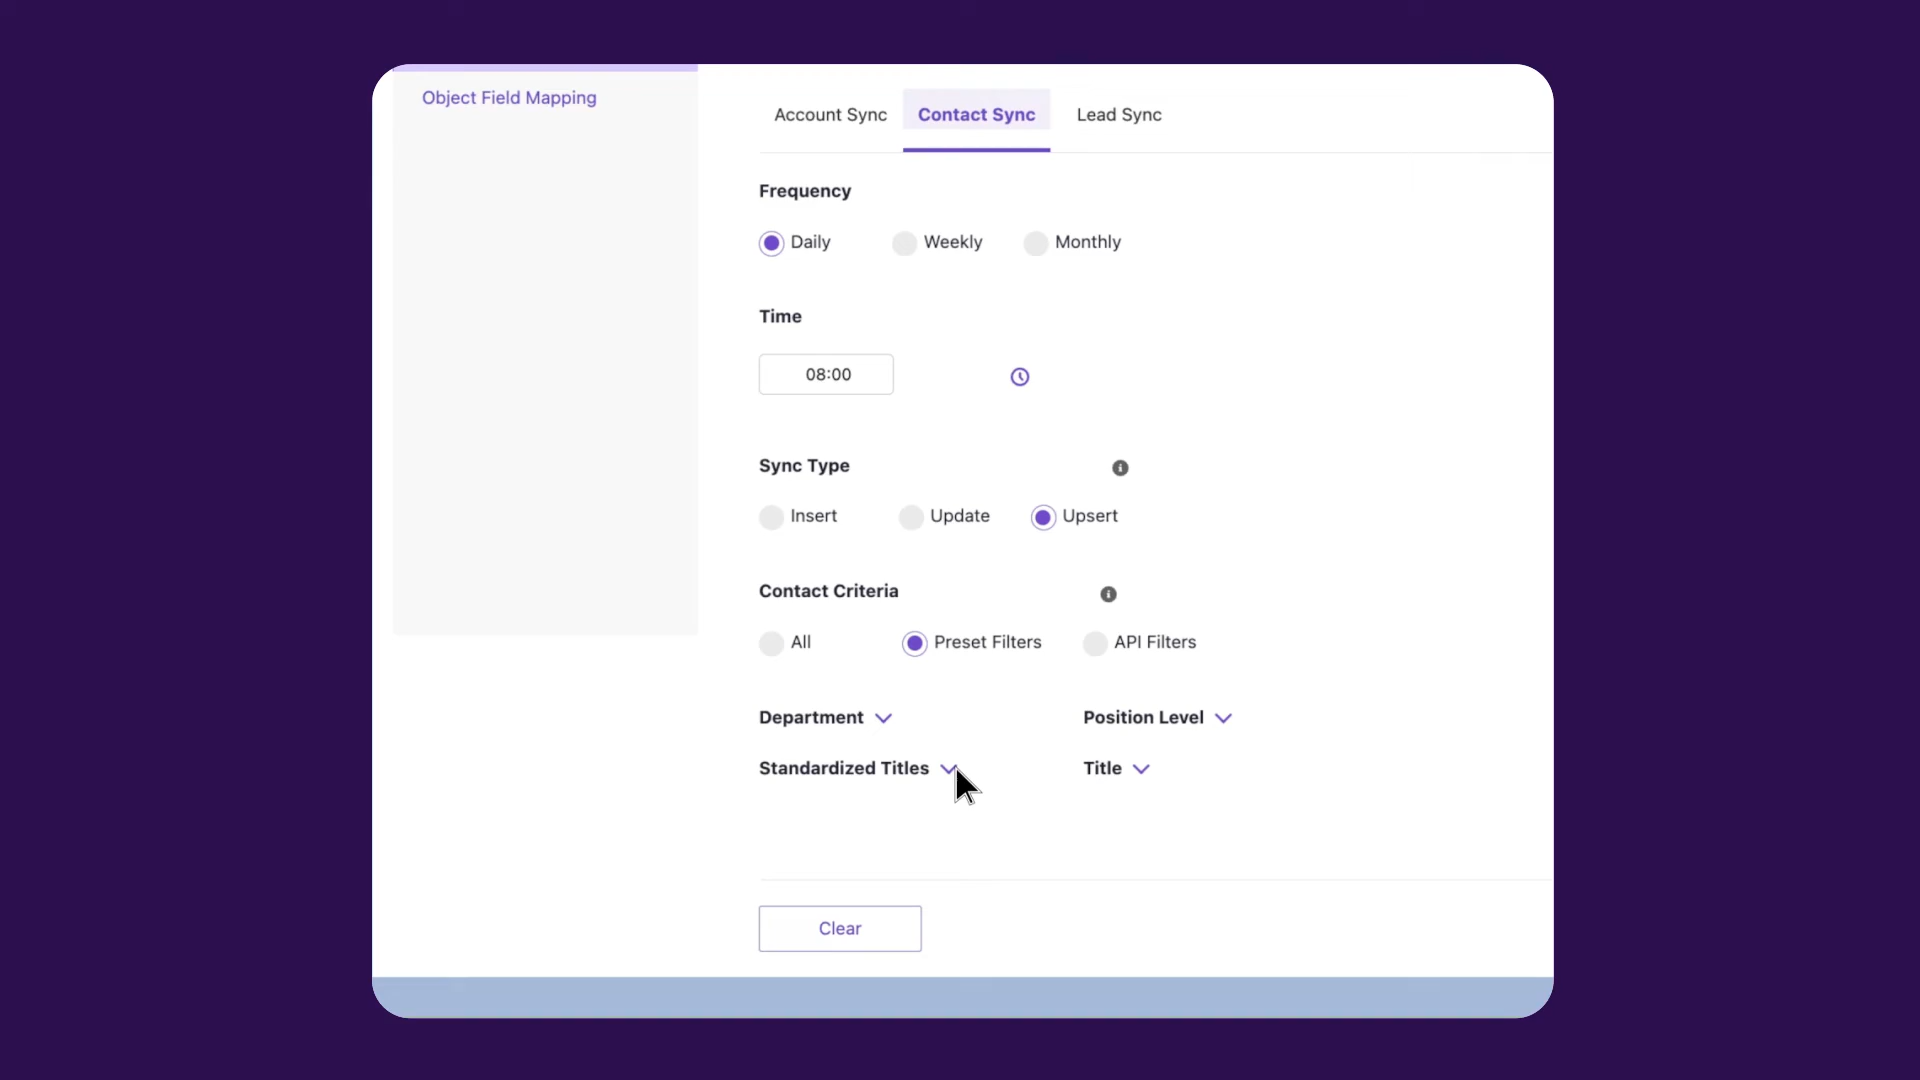 Object Field Mapping
Account Sync Contact Sync Lead Sync
Frequency
Daily Weekly Monthly
Time
08:00
Sync Type
Insert Update Upsert
Contact Criteria
All Preset Filters API Filters
Department Position Level
Standardized Titles Title
Clear